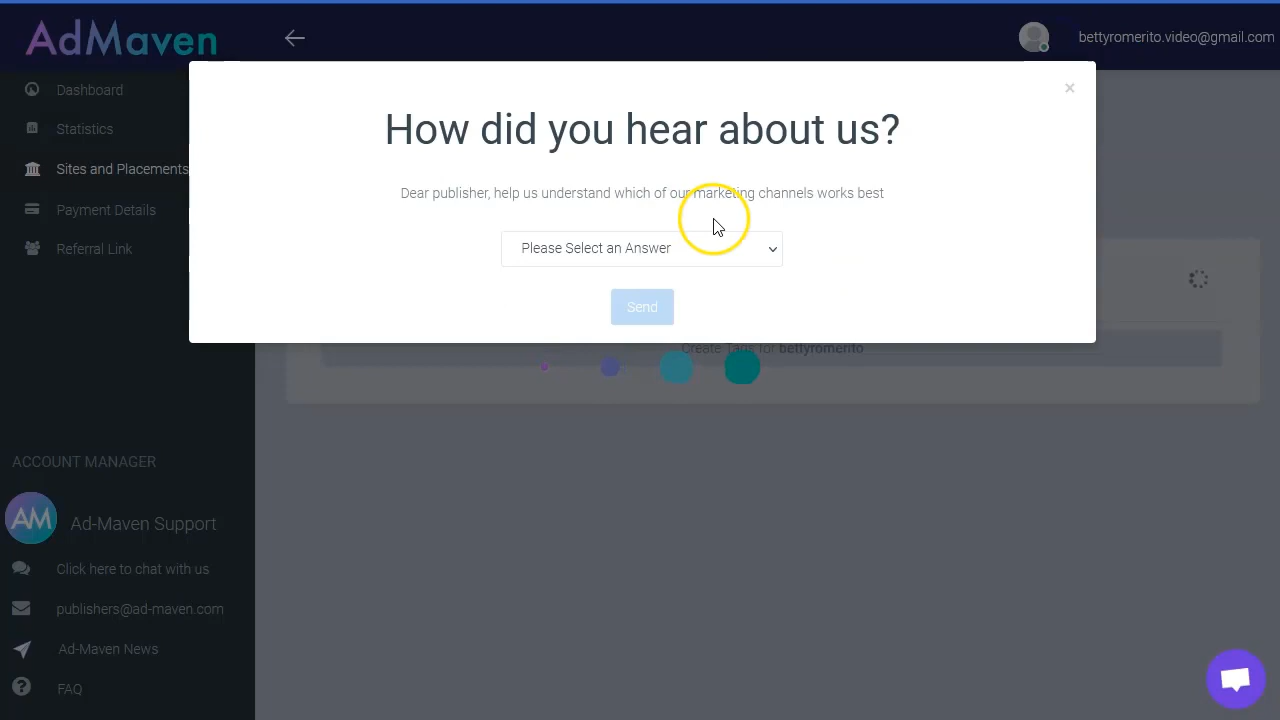 AdMaven
bettyromerito.video@gmail.com
Dashboard
Statistics
Sites and Placements
Payment Details
Referral Link
×
How did you hear about us?
Dear publisher, help us understand which of our marketing channels works best
Please Select an Answer
Send
Create Tags for bettyromerito
ACCOUNT MANAGER
AM
Ad-Maven Support
Click here to chat with us
publishers@ad-maven.com
Ad-Maven News
FAQ